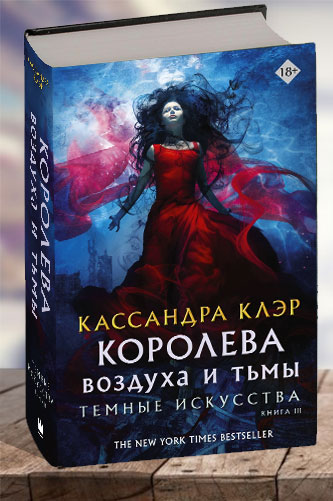 18+
КАССАНДРА КЛЭР
КОРОЛЕВА
ВОЗДУХА И ТЬМЫ
ТЕМНЫЕ ИСКУССТВА
КНИГА III
THE NEW YORK TIMES BESTSELLER
КОРОЛЕВА
ВОЗДУХА И ТЬМЫ